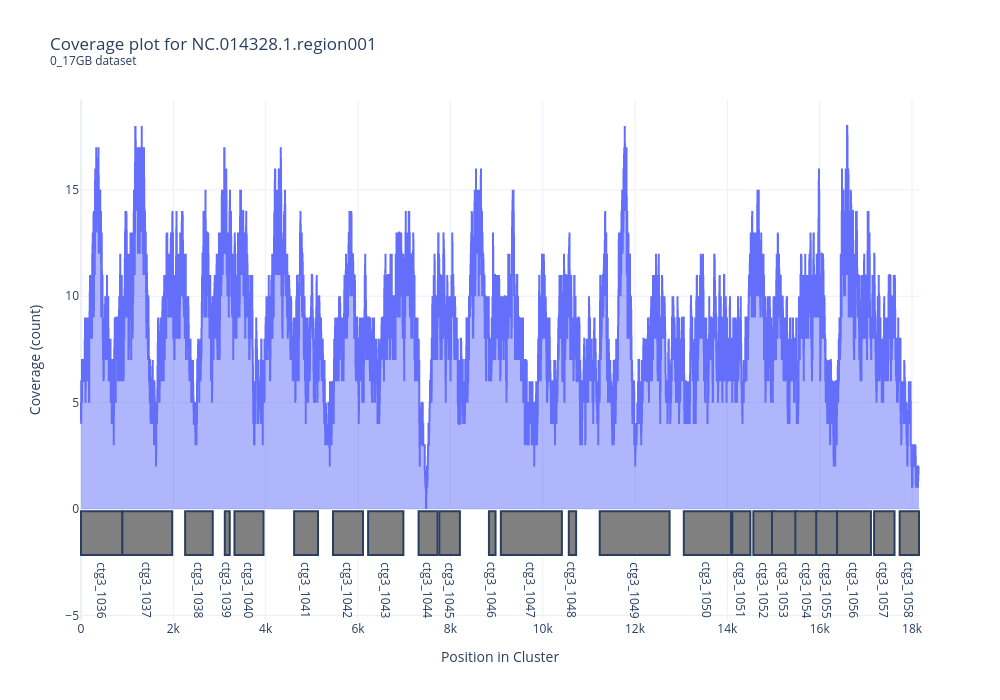 Coverage plot for NC.014328.1.region001
0_17GB dataset
Coverage (count)
15
10
5
0
−5
ctg3_1036
ctg3_1037
ctg3_1038
ctg3_1039
ctg3_1040
ctg3_1041
ctg3_1042
ctg3_1043
ctg3_1044
ctg3_1045
ctg3_1046
ctg3_1047
ctg3_1048
ctg3_1049
ctg3_1050
ctg3_1051
ctg3_1052
ctg3_1053
ctg3_1054
ctg3_1055
ctg3_1056
ctg3_1057
ctg3_1058
0 2k 4k 6k 8k 10k 12k 14k 16k 18k
Position in Cluster